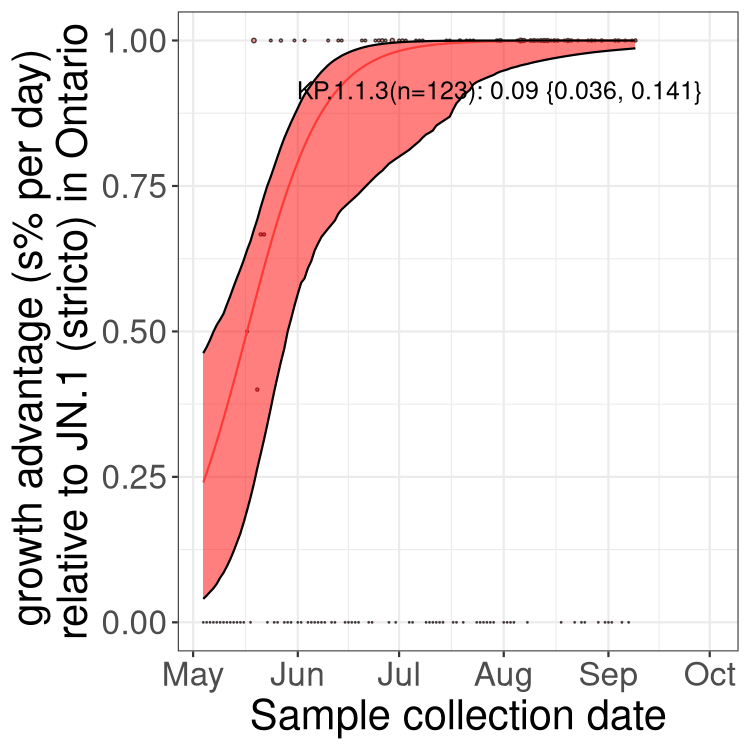 growth advantage (s% per day)
relative to JN.1 (stricto) in Ontario
1.00
0.75
0.50
0.25
0.00
KP.1.1.3(n=123): 0.09 {0.036, 0.141}
May Jun Jul Aug Sep Oct
Sample collection date